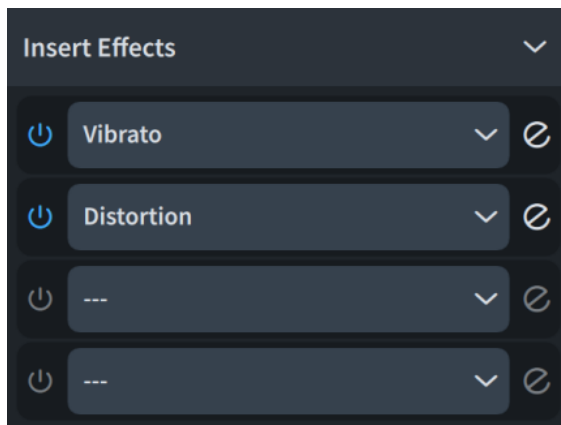 Insert Effects
Vibrato
Distortion
---
---